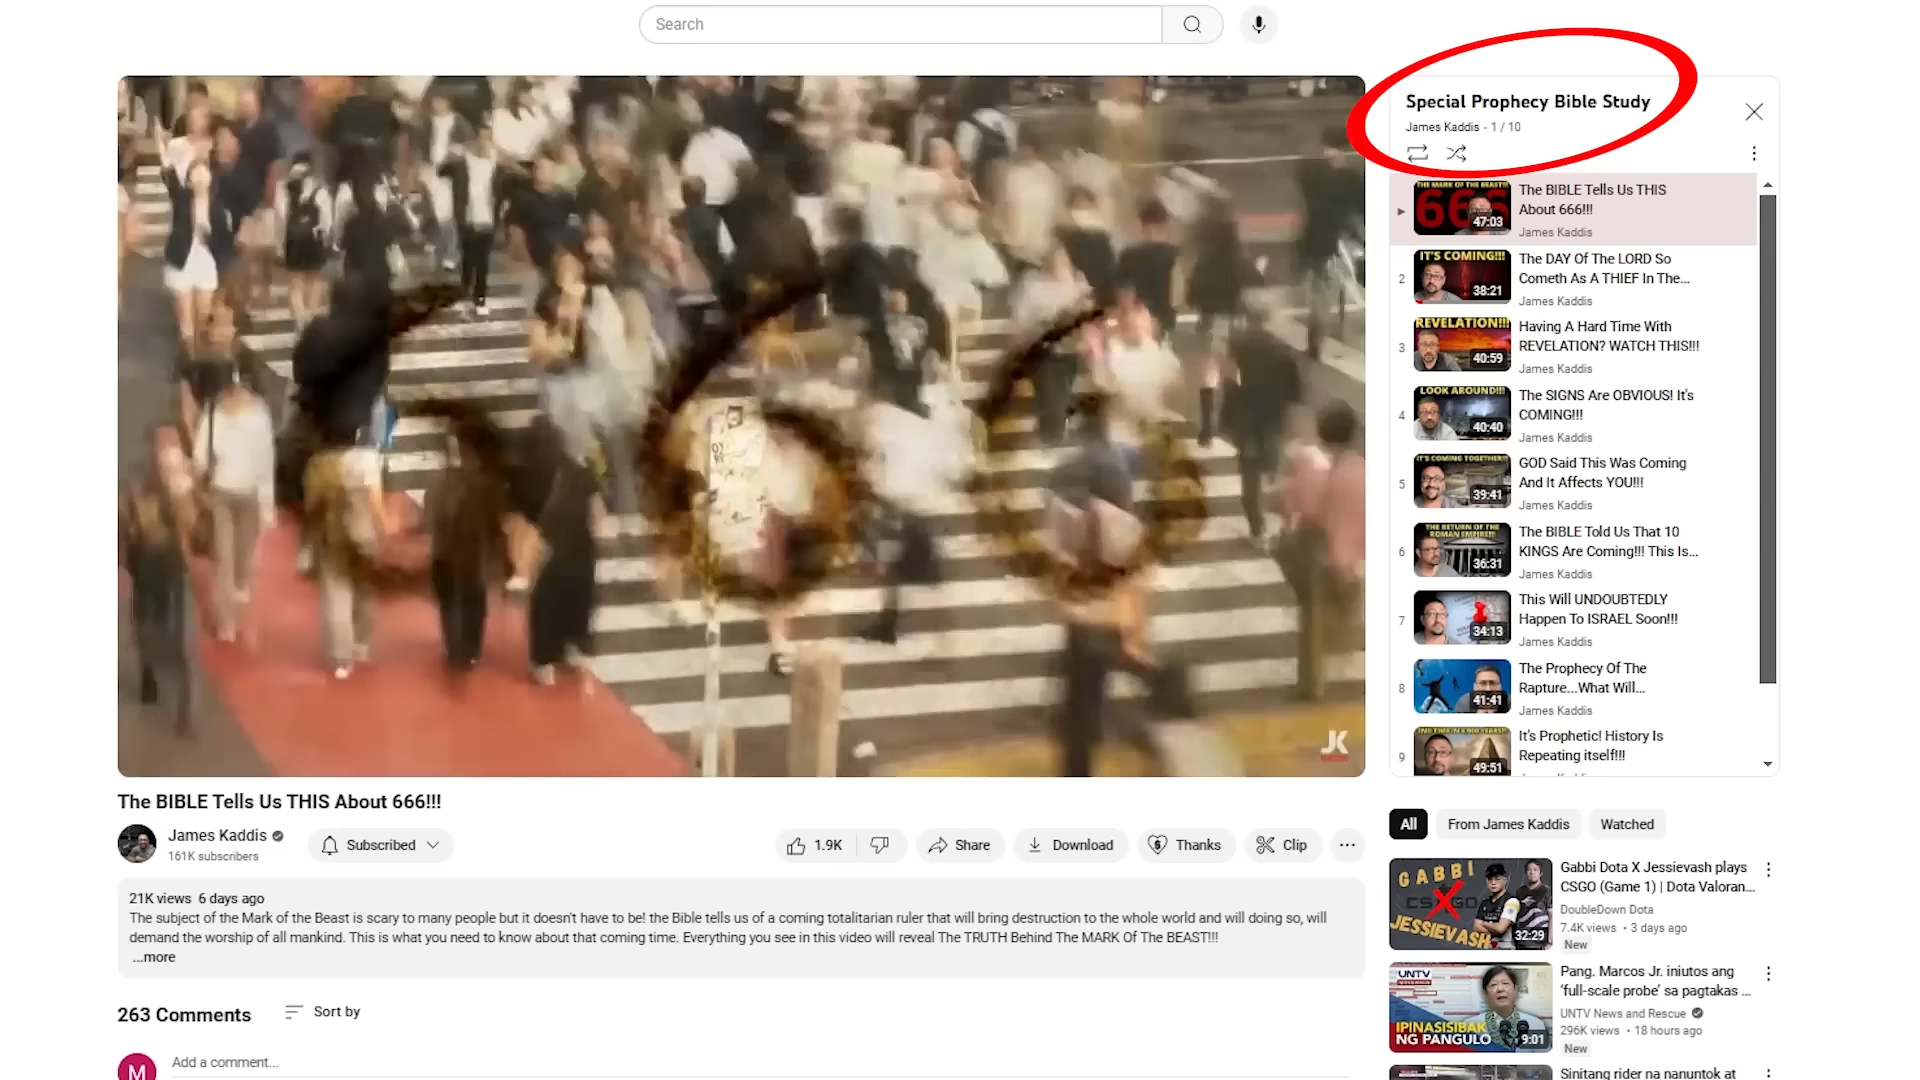 Search
Special Prophecy Bible Study
James Kaddis - 1 / 10
THE MARK OF THE BEAST!!!
666
47:03
The BIBLE Tells Us THIS
About 666!!!
James Kaddis
2
IT'S COMING!!!
38:21
The DAY Of The LORD So
Cometh As A THIEF In The...
James Kaddis
3
REVELATION!!!
40:59
Having A Hard Time With
REVELATION? WATCH THIS!!!
James Kaddis
4
LOOK AROUND!!!
40:40
The SIGNS Are OBVIOUS! It's
COMING!!!
James Kaddis
5
IT'S COMING TOGETHER!!!
39:41
GOD Said This Was Coming
And It Affects YOU!!!
James Kaddis
6
THE RETURN OF THE
ROMAN EMPIRE!!!
36:31
The BIBLE Told Us That 10
KINGS Are Coming!!! This Is...
James Kaddis
7
34:13
This Will UNDOUBTEDLY
Happen To ISRAEL Soon!!!
James Kaddis
8
41:41
The Prophecy Of The
Rapture...What Will...
James Kaddis
9
49:51
It's Prophetic! History Is
Repeating itself!!!
666
JK
The BIBLE Tells Us THIS About 666!!!
James Kaddis
161K subscribers
Subscribed
1.9K
Share
Download
Thanks
Clip
21K views 6 days ago
The subject of the Mark of the Beast is scary to many people but it doesn't have to be! the Bible tells us of a coming totalitarian ruler that will bring destruction to the whole world and will doing so, will
demand the worship of all mankind. This is what you need to know about that coming time. Everything you see in this video will reveal The TRUTH Behind The MARK Of The BEAST!!!
...more
263 Comments
Sort by
M
Add a comment...
All
From James Kaddis
Watched
GABBI
X
CSGO
JESSIEVASH
32:29
Gabbi Dota X Jessievash plays
CSGO (Game 1) | Dota Valoran...
DoubleDown Dota
7.4K views • 3 days ago
New
UNTV
IPINASISIBAK
NG PANGULO
9:01
Pang. Marcos Jr. iniutos ang
‘full-scale probe’ sa pagtakas ...
UNTV News and Rescue
296K views • 18 hours ago
New
Sinitang rider na nanuntok at